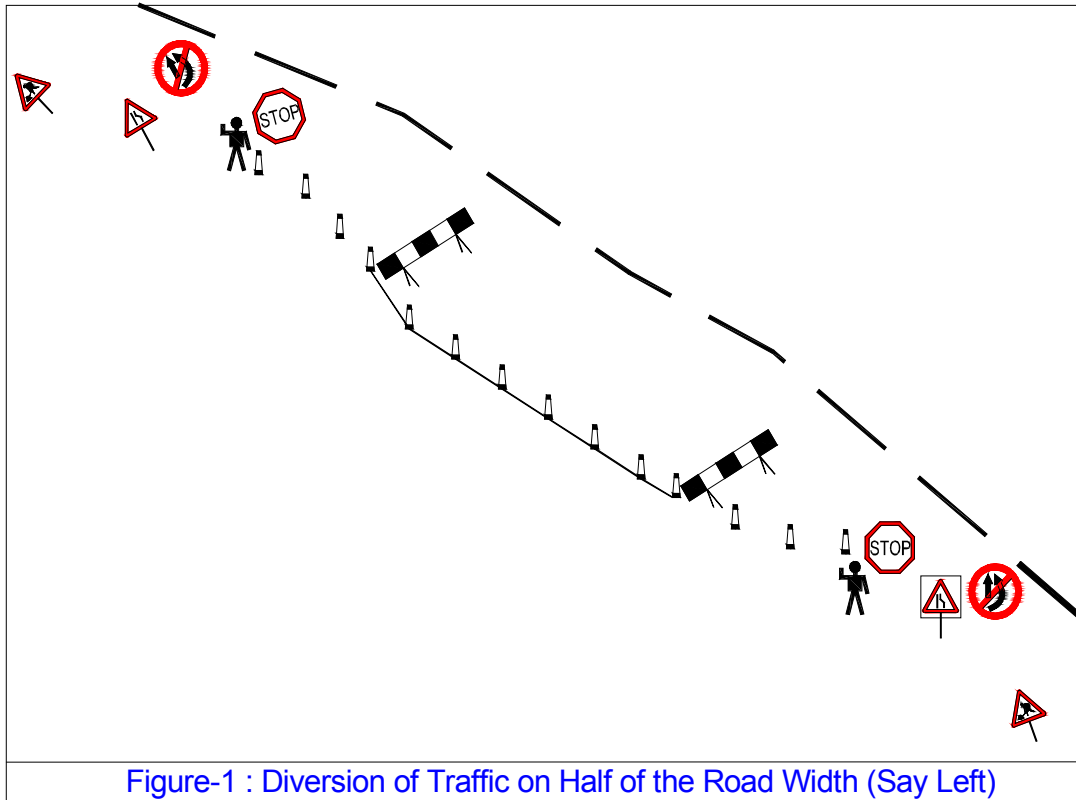 STOP
STOP
Figure-1 : Diversion of Traffic on Half of the Road Width (Say Left)